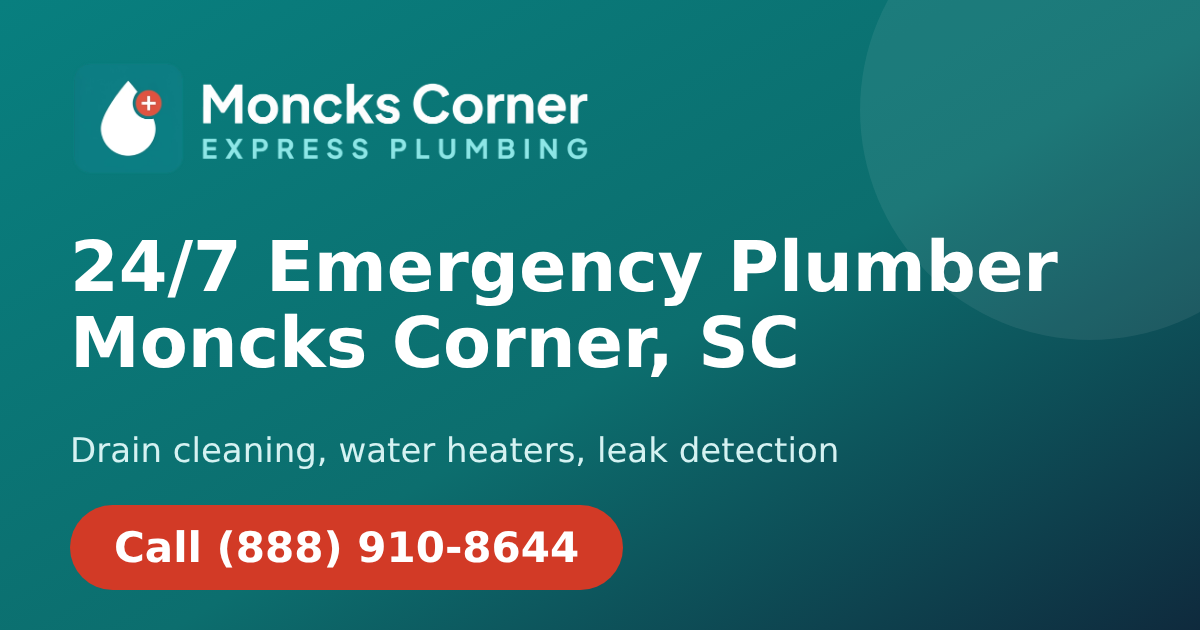 Moncks Corner
EXPRESS PLUMBING
24/7 Emergency Plumber
Moncks Corner, SC
Drain cleaning, water heaters, leak detection
Call (888) 910-8644